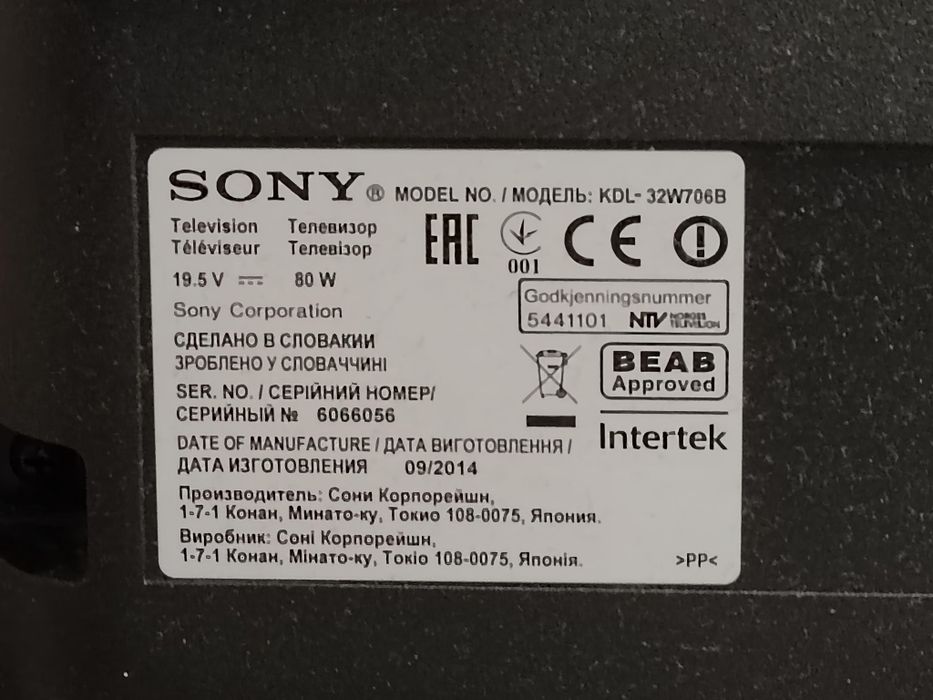 SONY® MODEL NO. / МОДЕЛЬ: KDL- 32W706B
Television Телевизор
Téléviseur Телевізор
EAC
001
CE
19.5 V 80 W
Godkjenningsnummer
5441101 NTV NORGES TELEVISION
Sony Corporation
СДЕЛАНО В СЛОВАКИИ
ЗРОБЛЕНО У СЛОВАЧЧИНІ
BEAB
Approved
Intertek
SER. NO. / СЕРІЙНИЙ НОМЕР/
СЕРИЙНЫЙ № 6066056
DATE OF MANUFACTURE / ДАТА ВИГОТОВЛЕННЯ /
ДАТА ИЗГОТОВЛЕНИЯ 09/2014
Производитель: Сони Корпорейшн,
1-7-1 Конан, Минато-ку, Токио 108-0075, Япония.
Виробник: Соні Корпорейшн,
1-7-1 Конан, Мінато-ку, Токіо 108-0075, Японія.
>PP<